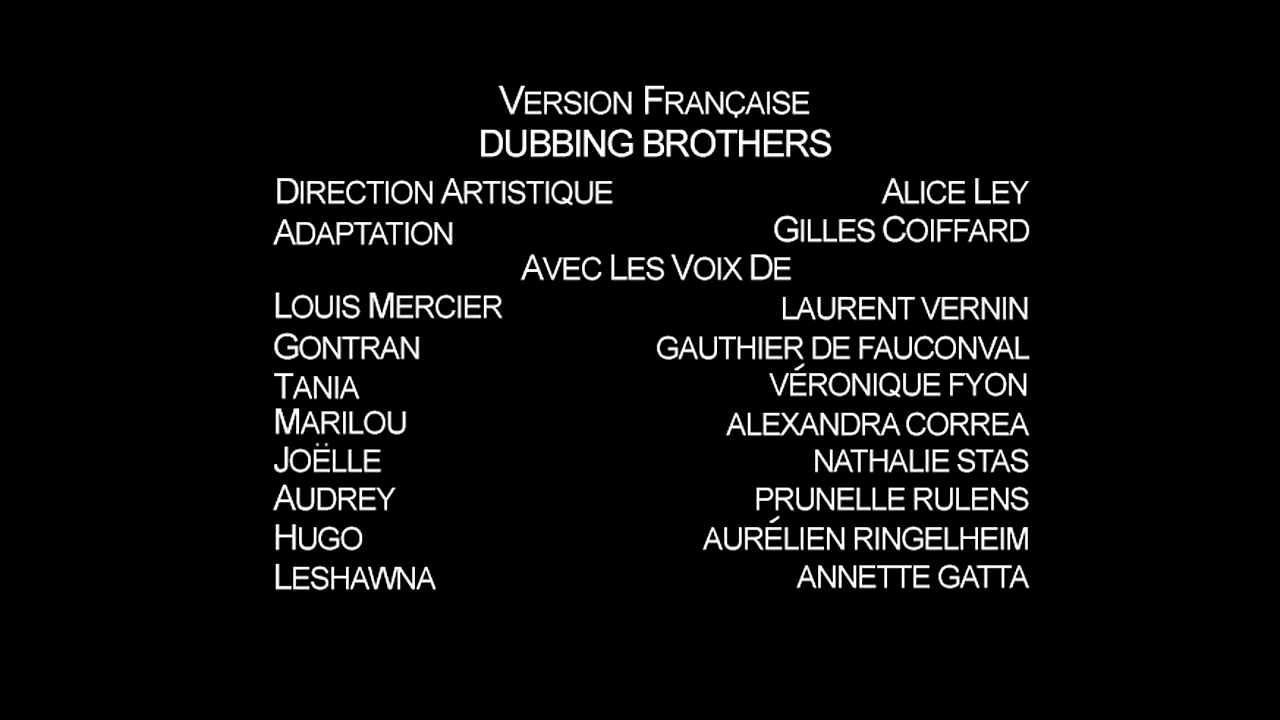 Version Française
DUBBING BROTHERS
Direction Artistique Alice Ley
Adaptation Gilles Coiffard
Avec Les Voix De
Louis Mercier LAURENT VERNIN
Gontran GAUTHIER DE FAUCONVAL
Tania VÉRONIQUE FYON
Marilou ALEXANDRA CORREA
Joëlle NATHALIE STAS
Audrey PRUNELLE RULENS
Hugo AURÉLIEN RINGELHEIM
Leshawna ANNETTE GATTA